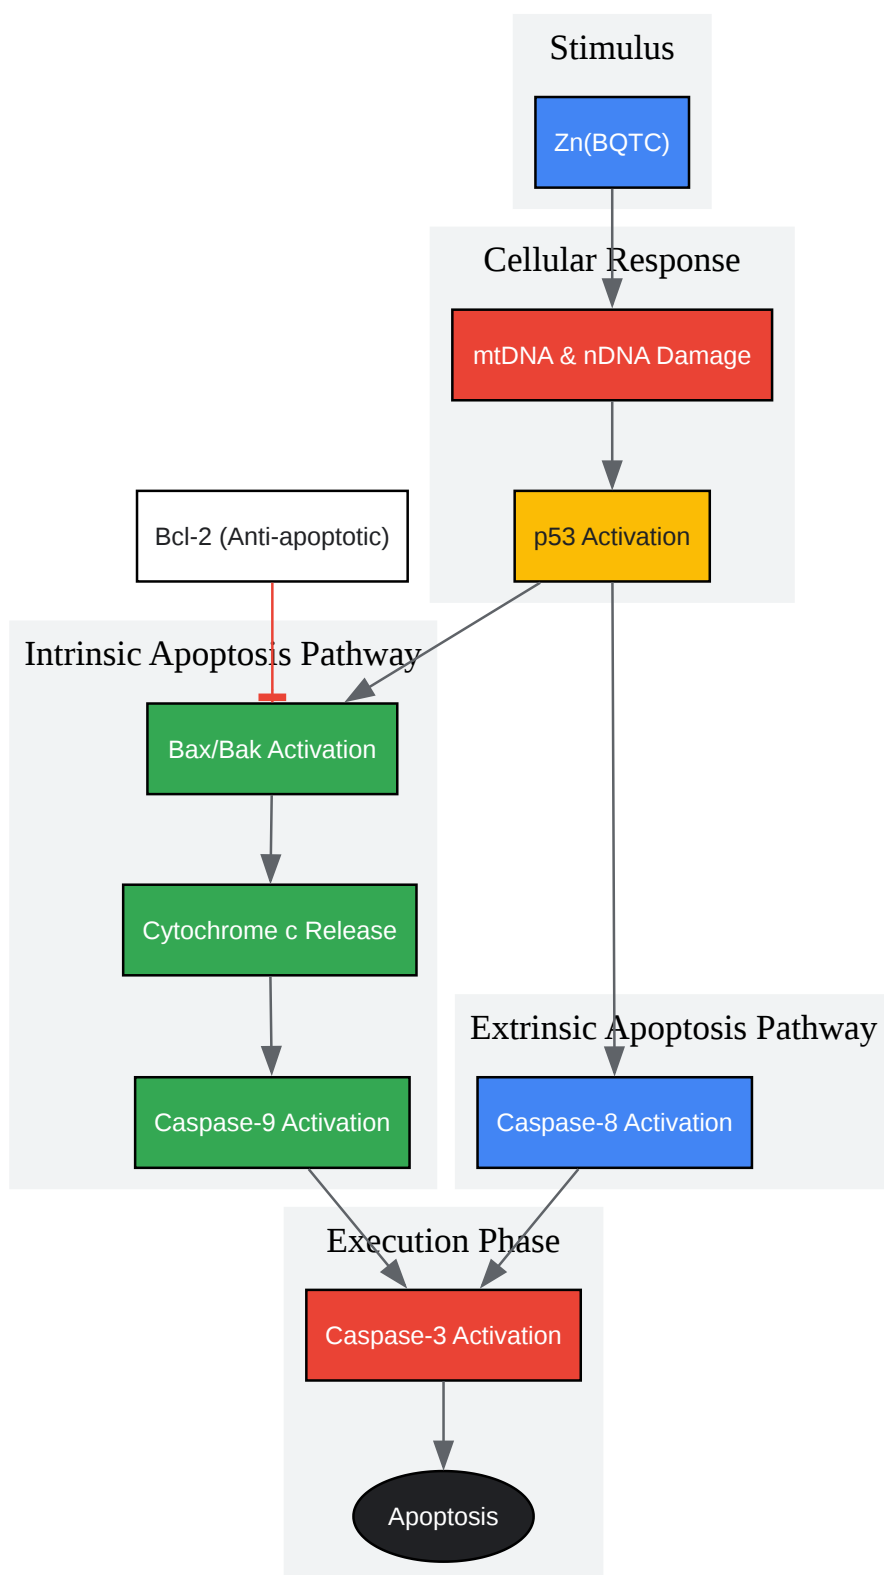 Stimulus
Zn(BQTC)
Cellular Response
mtDNA & nDNA Damage
Bcl-2 (Anti-apoptotic)
p53 Activation
Intrinsic Apoptosis Pathway
Bax/Bak Activation
Cytochrome c Release
Extrinsic Apoptosis Pathway
Caspase-9 Activation
Caspase-8 Activation
Execution Phase
Caspase-3 Activation
Apoptosis